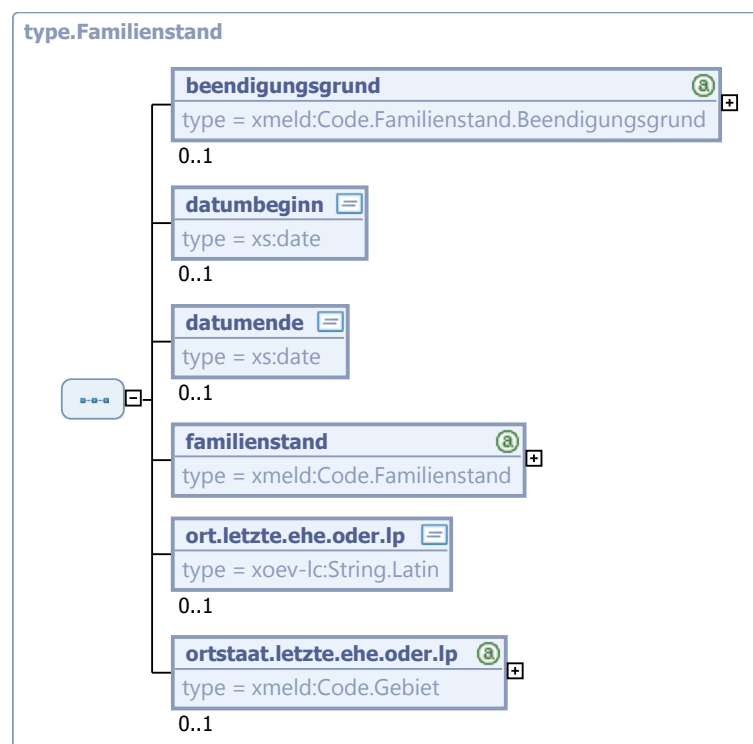 type.Familienstand
beendigungsgrund
type = xmeld:Code.Familienstand.Beendigungsgrund
0..1
datumbeginn
type = xs:date
0..1
datumende
type = xs:date
0..1
familienstand
type = xmeld:Code.Familienstand
ort.letzte.ehe.oder.lp
type = xoev-lc:String.Latin
0..1
ortstaat.letzte.ehe.oder.lp
type = xmeld:Code.Gebiet
0..1